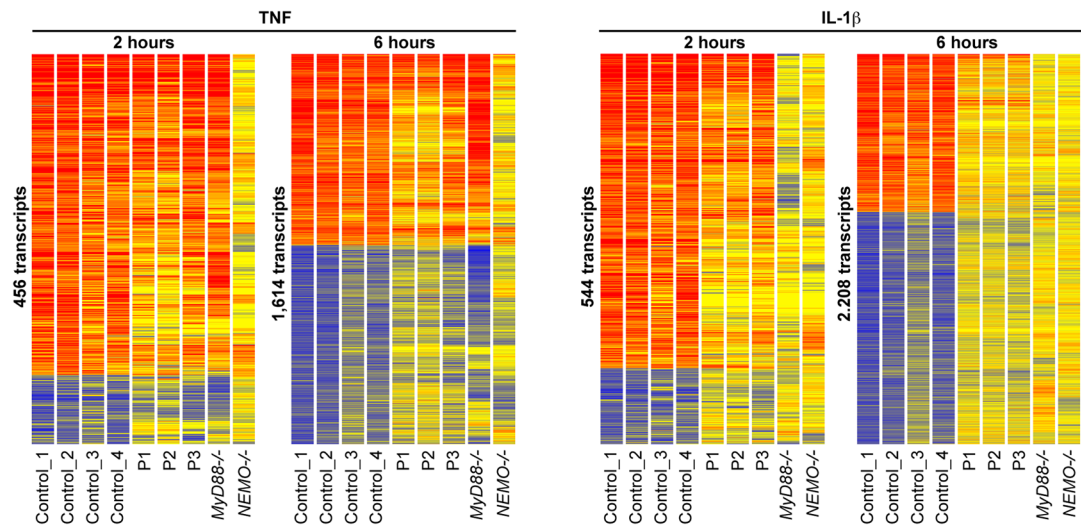 TNF
IL-1β
2 hours
6 hours
2 hours
6 hours
456 transcripts
1,614 transcripts
544 transcripts
2.208 transcripts
Control_1
Control_2
Control_3
Control_4
P1
P2
P3
MyD88-/-
NEMO-/-
Control_1
Control_2
Control_3
Control_4
P1
P2
P3
MyD88-/-
NEMO-/-
Control_1
Control_2
Control_3
Control_4
P1
P2
P3
MyD88-/-
NEMO-/-
Control_1
Control_2
Control_3
Control_4
P1
P2
P3
MyD88-/-
NEMO-/-